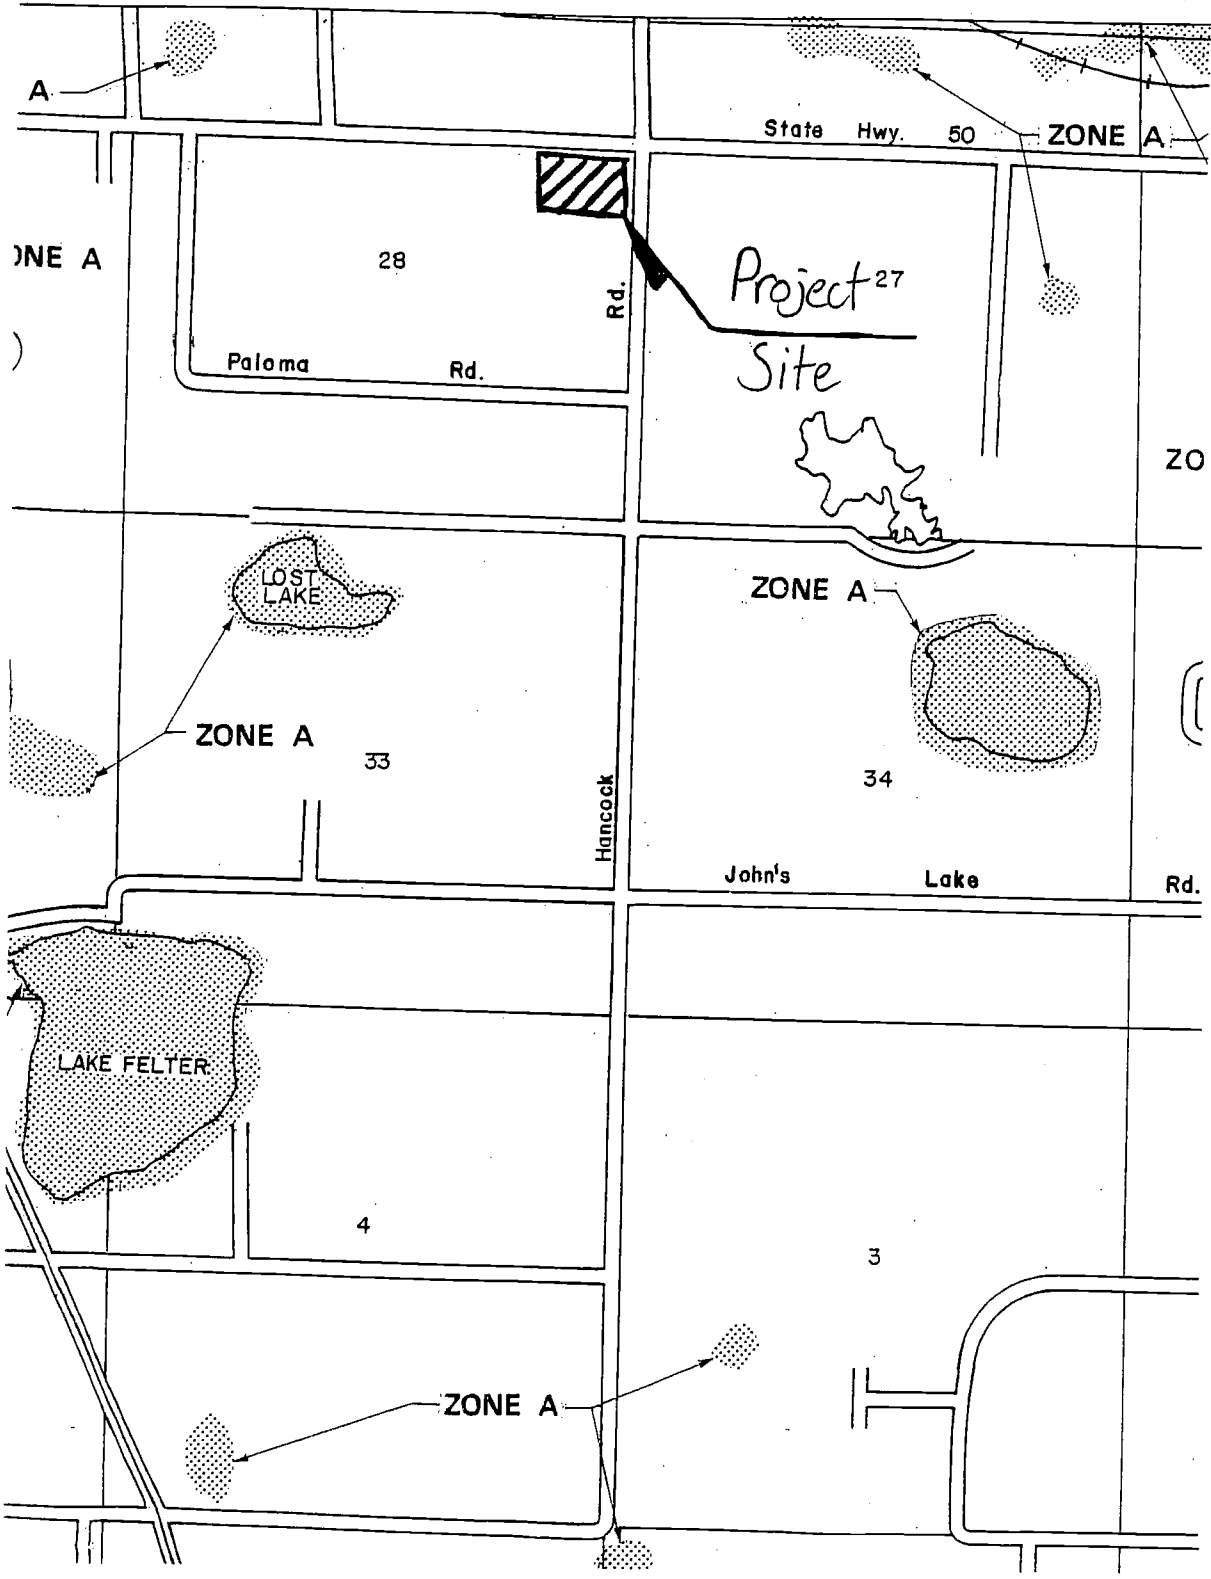 A
State Hwy. 50
ZONE A
ONE A
28
Project 27
Site
Rd.
Paloma Rd.
ZO
LOST
LAKE
ZONE A
ZONE A
33
34
Hancock
John's Lake Rd.
LAKE FELTER
4
3
ZONE A